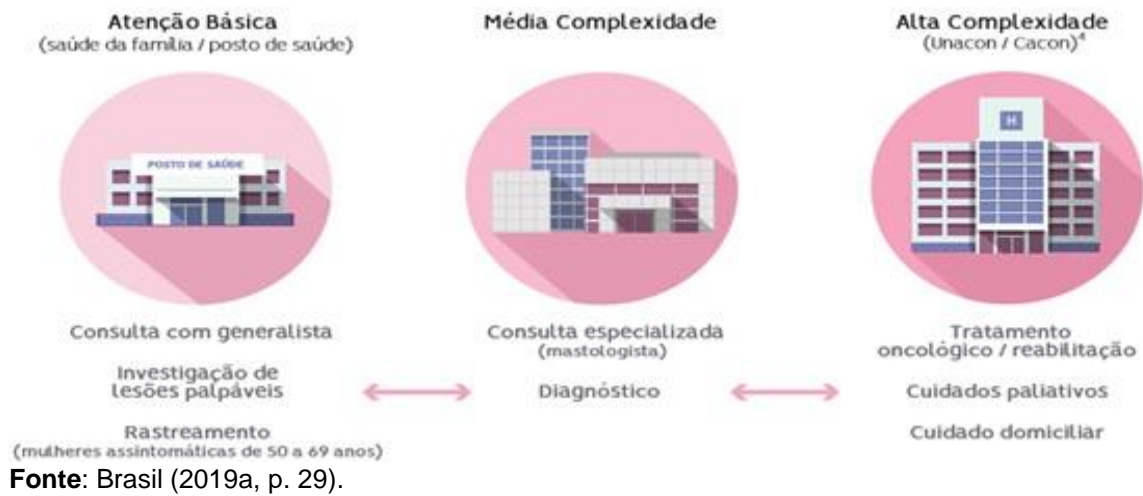 Atenção Básica
(saúde da família / posto de saúde)
POSTO DE SAÚDE
Consulta com generalista
Investigação de
lesões palpáveis
Rastreamento
(mulheres assintomáticas de 50 a 69 anos)
Média Complexidade
Consulta especializada
(mastologista)
Diagnóstico
Alta Complexidade
(Unacon / Cacon)⁴
H
Tratamento
oncológico / reabilitação
Cuidados paliativos
Cuidado domiciliar
Fonte: Brasil (2019a, p. 29).